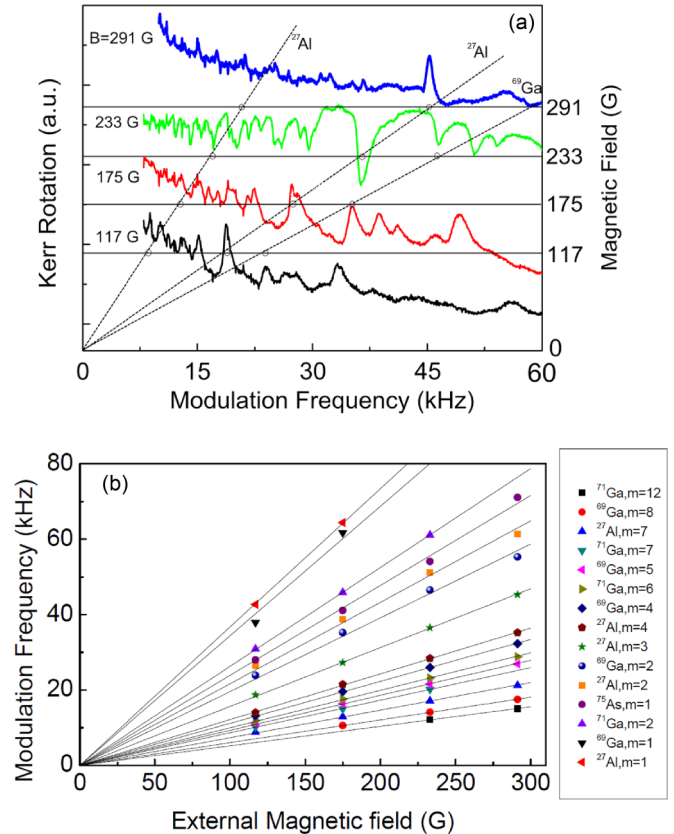 (a)
B=291 G
²⁷Al
²⁷Al
⁶⁹Ga
291
233 G
233
175 G
175
117 G
117
0
Kerr Rotation (a.u.)
Magnetic Field (G)
0 15 30 45 60
Modulation Frequency (kHz)
(b)
80
60
40
20
0
Modulation Frequency (kHz)
0 50 100 150 200 250 300
External Magnetic field (G)
⁷¹Ga,m=12
⁶⁹Ga,m=8
²⁷Al,m=7
⁷¹Ga,m=7
⁶⁹Ga,m=5
⁷¹Ga,m=6
⁶⁹Ga,m=4
²⁷Al,m=4
²⁷Al,m=3
⁶⁹Ga,m=2
²⁷Al,m=2
⁷⁵As,m=1
⁷¹Ga,m=2
⁶⁹Ga,m=1
²⁷Al,m=1